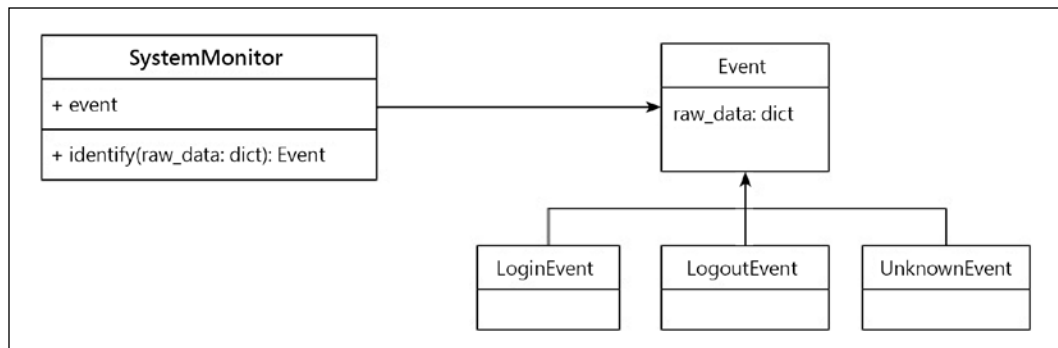 SystemMonitor
+ event
+ identify(raw_data: dict): Event
Event
raw_data: dict
LoginEvent
LogoutEvent
UnknownEvent